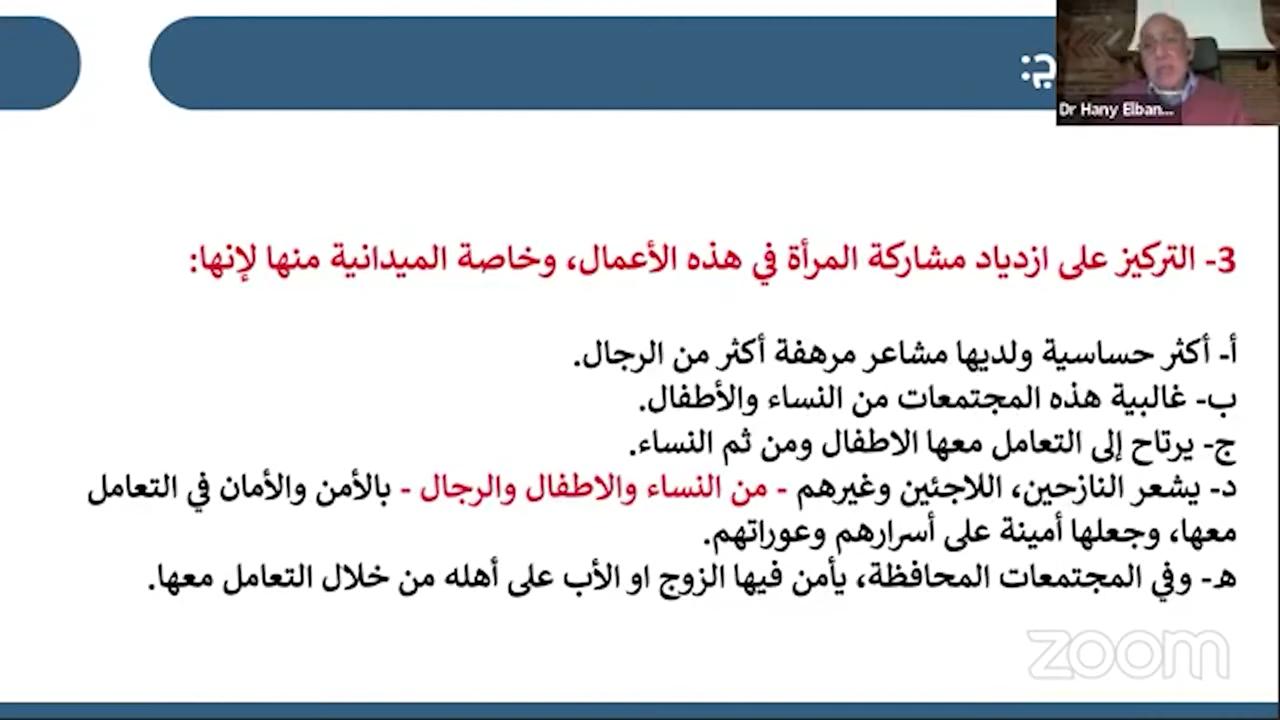 Dr Hany Elban...
3- التركيز على ازدياد مشاركة المرأة في هذه الأعمال، وخاصة الميدانية منها لإنها:
أ- أكثر حساسية ولديها مشاعر مرهفة أكثر من الرجال.
ب- غالبية هذه المجتمعات من النساء والأطفال.
ج- يرتاح إلى التعامل معها الاطفال ومن ثم النساء.
د- يشعر النازحين، اللاجئين وغيرهم - من النساء والاطفال والرجال - بالأمن والأمان في التعامل
معها، وجعلها أمينة على أسرارهم وعوراتهم.
هـ- وفي المجتمعات المحافظة، يأمن فيها الزوج او الأب على أهله من خلال التعامل معها.
zoom